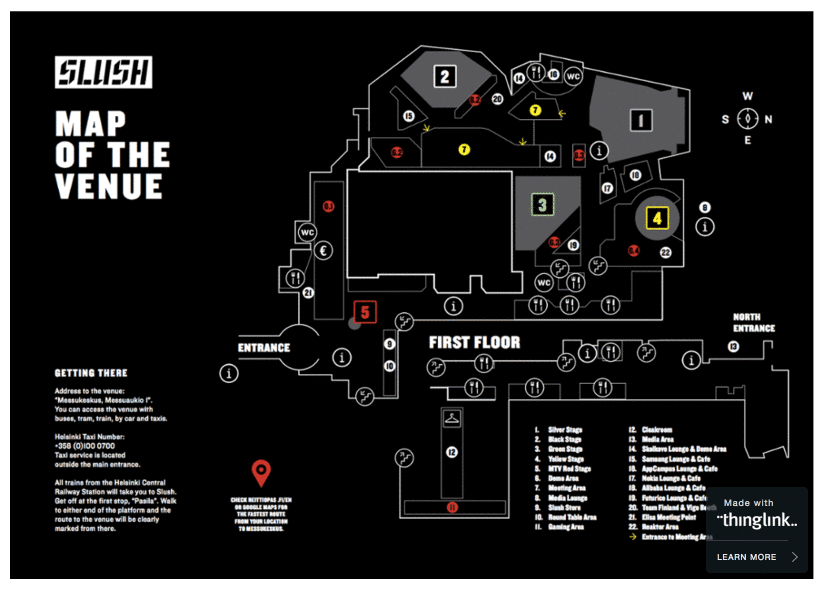 SLUSH
MAP
OF THE
VENUE
W
S N
E
2
14
16
WC
15
20
7
1
7
14
10
17
3
4
8
19
22
WC
€
WC
21
5
ENTRANCE
9
10
FIRST FLOOR
NORTH
ENTRANCE
13
12
11
GETTING THERE
Address to the venue:
"Messukeskus, Messuaukio 1".
You can access the venue with
buses, tram, train, by car and taxis.
Helsinki Taxi Number:
+358 (0)100 0700
Taxi service is located
outside the main entrance.
All trains from the Helsinki Central
Railway Station will take you to Slush.
Get off at the first stop, "Pasila". Walk
to either end of the platform and the
route to the venue will be clearly
marked from there.
CHECK REITTIOPAS.FI/EN
OR GOOGLE MAPS FOR
THE FASTEST ROUTE
FROM YOUR LOCATION
TO MESSUKESKUS.
1. Silver Stage
2. Black Stage
3. Green Stage
4. Yellow Stage
5. MTV Red Stage
6. Demo Area
7. Meeting Area
8. Media Lounge
9. Slush Store
10. Round Table Area
11. Gaming Area
12. Cloakroom
13. Media Area
14. Skolkovo Lounge & Demo Area
15. Samsung Lounge & Cafe
16. AppCampus Lounge & Cafe
17. Nokia Lounge & Cafe
18. Alibaba Lounge & Cafe
19. Futurice Lounge & Cafe
20. Team Finland & Vigo
21. Elisa Meeting Point
22. Reaktor Area
→ Entrance to Meeting
Made with
thinglink..
LEARN MORE